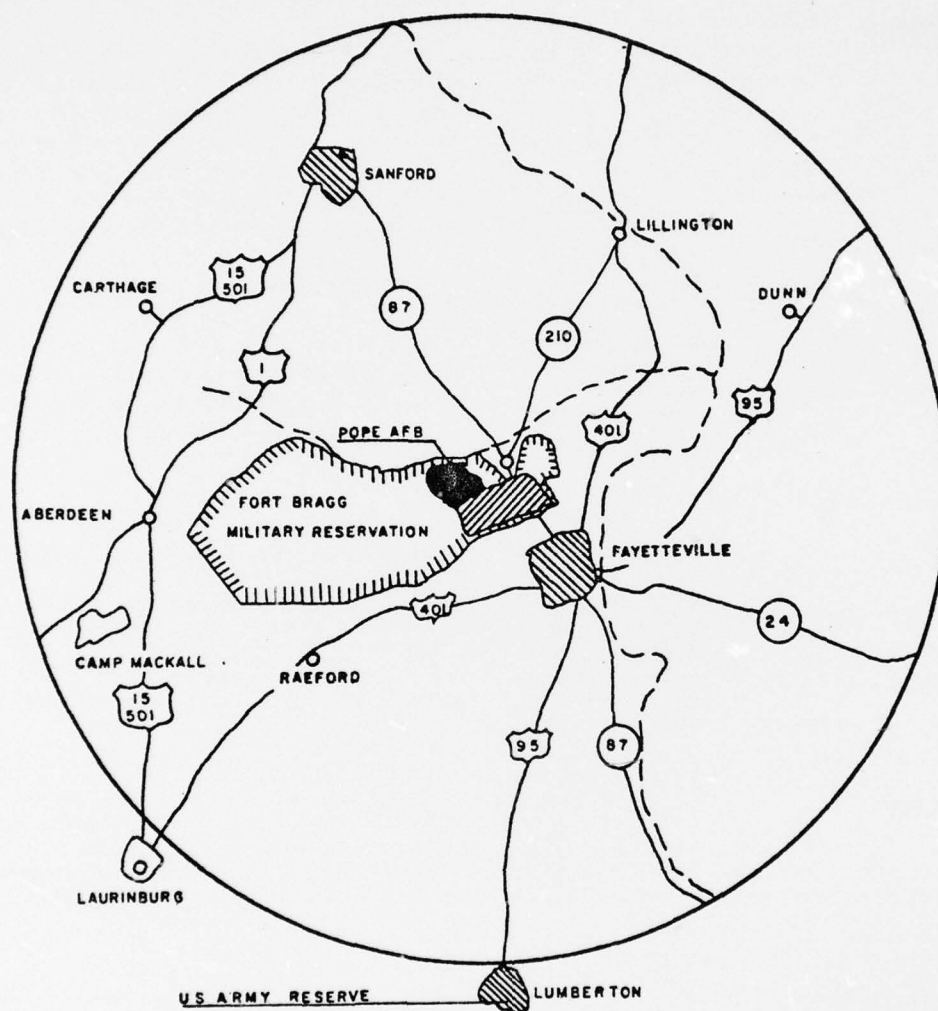 SANFORD
LILLINGTON
15
501
CARTHAGE
87
DUNN
210
1
95
401
POPE AFB
FORT BRAGG
MILITARY RESERVATION
ABERDEEN
FAYETTEVILLE
401
24
CAMP MACKALL
RAEFORD
15
501
95
87
LAURINBURG
US ARMY RESERVE
LUMBERTON